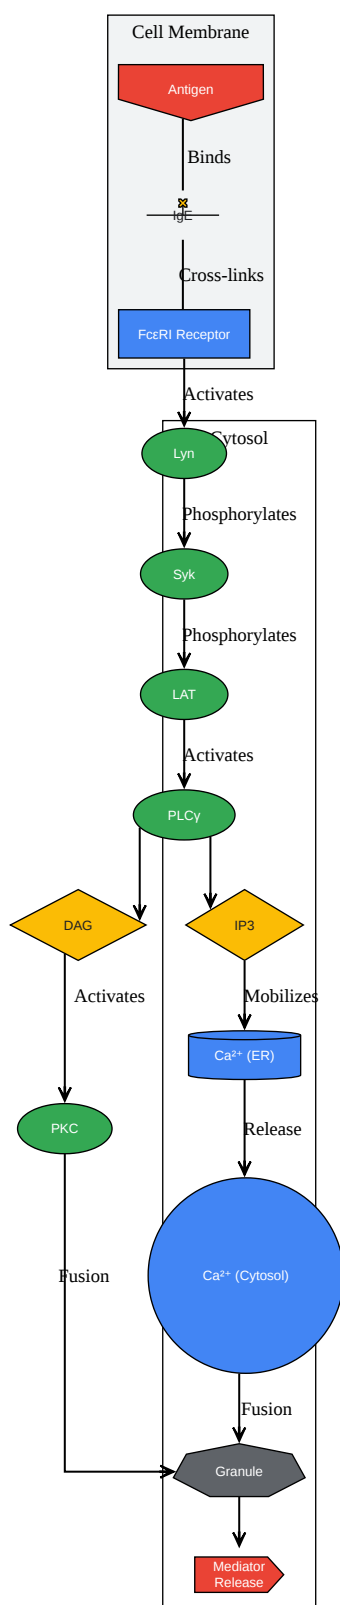 Cell Membrane
Antigen
Binds
IgE
Cross-links
FcεRI Receptor
Activates
Cytosol
Lyn
Phosphorylates
Syk
Phosphorylates
LAT
Activates
PLCγ
DAG
IP3
Activates
Mobilizes
Ca²⁺ (ER)
PKC
Release
Fusion
Ca²⁺ (Cytosol)
Fusion
Granule
Mediator
Release